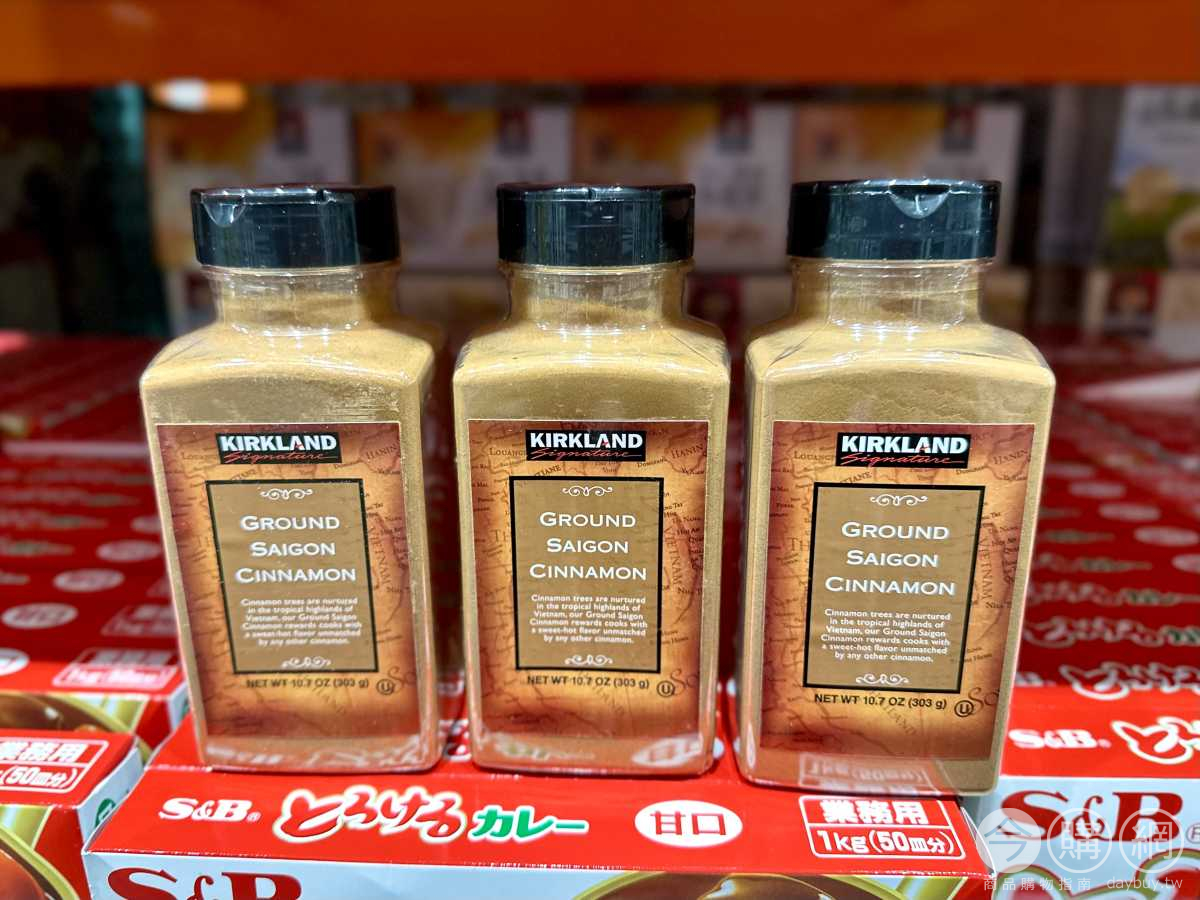 KIRKLAND
Signature
GROUND
SAIGON
CINNAMON
Cinnamon trees are nurtured
in the tropical highlands of
Vietnam, our Ground Saigon
Cinnamon rewards cooks with
a sweet-hot flavor unmatched
by any other cinnamon.
NET WT 10.7 OZ (303 g)
KIRKLAND
Signature
GROUND
SAIGON
CINNAMON
Cinnamon trees are nurtured
in the tropical highlands of
Vietnam, our Ground Saigon
Cinnamon rewards cooks with
a sweet-hot flavor unmatched
by any other cinnamon.
NET WT 10.7 OZ (303 g)
KIRKLAND
Signature
GROUND
SAIGON
CINNAMON
Cinnamon trees are nurtured
in the tropical highlands of
Vietnam, our Ground Saigon
Cinnamon rewards cooks with
a sweet-hot flavor unmatched
by any other cinnamon.
NET WT 10.7 OZ (303 g)
業務用
(50皿分)
S&B とろける カレー 甘口 業務用
1kg(50皿分)
S&B
S&B®
S&B
今購網
商品購物指南 daybuy.tw